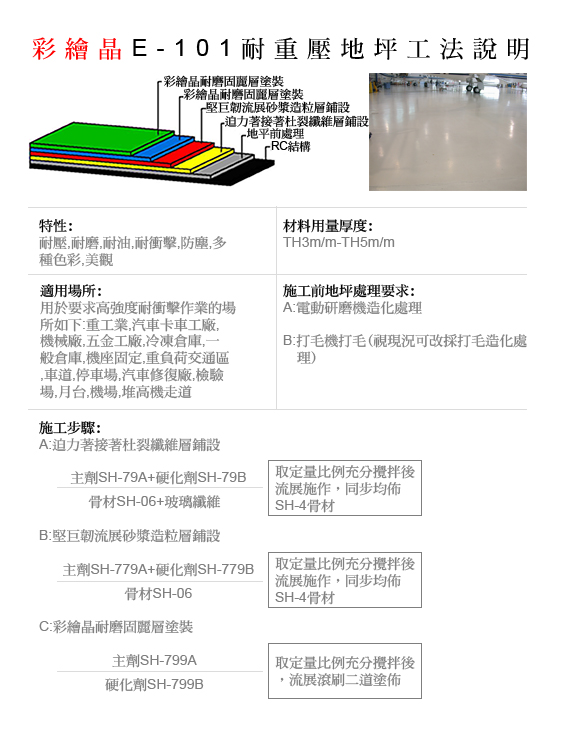 彩繪晶E-101耐重壓地坪工法說明
彩繪晶耐磨固麗層塗裝
彩繪晶耐磨固麗層塗裝
堅巨韌流展砂漿造粒層舖設
迫力著接著杜裂纖維層舖設
地平前處理
RC結構
特性:
耐壓,耐磨,耐油,耐衝擊,防塵,多
種色彩,美觀
材料用量厚度:
TH3m/m-TH5m/m
適用場所:
用於要求高強度耐衝擊作業的場
所如下:重工業,汽車卡車工廠,
機械廠,五金工廠,冷凍倉庫,一
般倉庫,機座固定,重負荷交通區
,車道,停車場,汽車修復廠,檢驗
場,月台,機場,堆高機走道
施工前地坪處理要求:
A:電動研磨機造化處理
B:打毛機打毛(視現況可改採打毛造化處
理)
施工步驟:
A:迫力著接著杜裂纖維層舖設
主劑SH-79A+硬化劑SH-79B
骨材SH-06+玻璃纖維
取定量比例充分攪拌後
流展施作，同步均佈
SH-4骨材
B:堅巨韌流展砂漿造粒層舖設
主劑SH-779A+硬化劑SH-779B
骨材SH-06
取定量比例充分攪拌後
流展施作，同步均佈
SH-4骨材
C:彩繪晶耐磨固麗層塗裝
主劑SH-799A
硬化劑SH-799B
取定量比例充分攪拌後
，流展滾刷二道塗佈